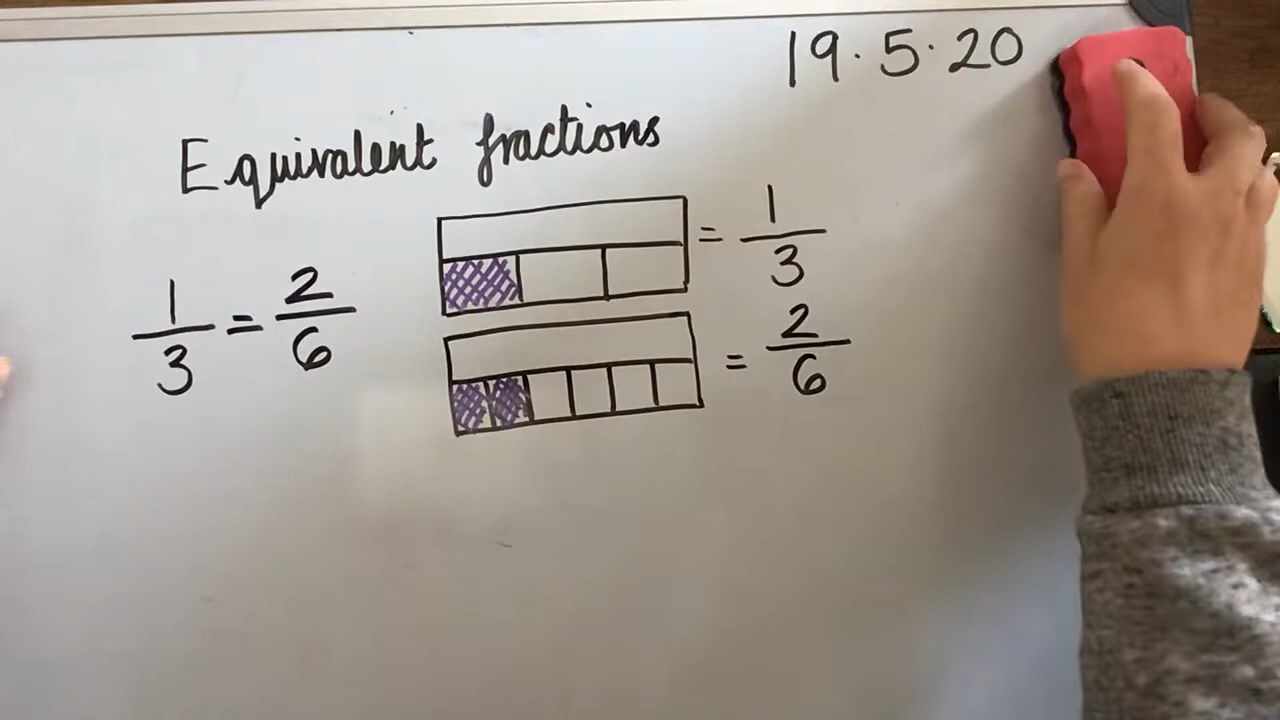 19.5.20
Equivalent fractions
1/3 = 2/6
= 1/3
= 2/6